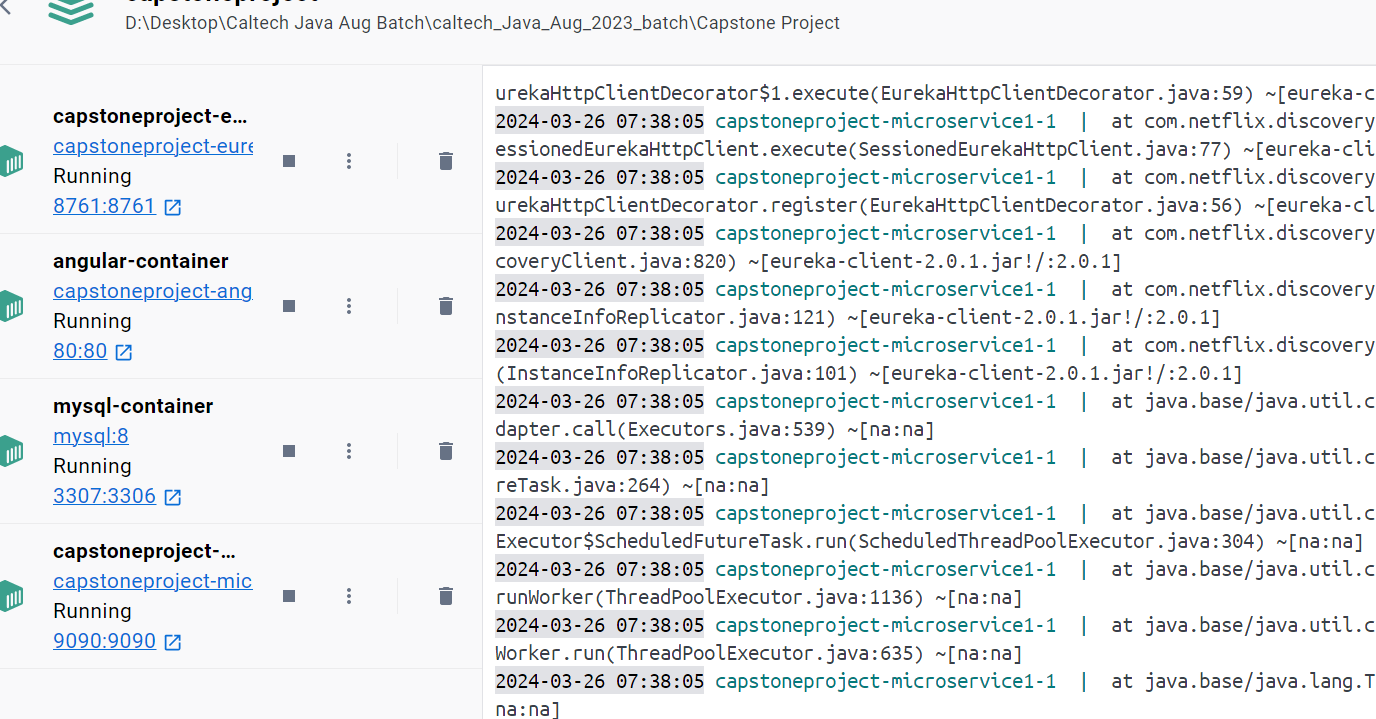 capstoneproject
D:\Desktop\Caltech Java Aug Batch\caltech_Java_Aug_2023_batch\Capstone Project
capstoneproject-e...
capstoneproject-eure
Running
8761:8761
angular-container
capstoneproject-ang
Running
80:80
mysql-container
mysql:8
Running
3307:3306
capstoneproject-...
capstoneproject-mic
Running
9090:9090
urekaHttpClientDecorator$1.execute(EurekaHttpClientDecorator.java:59) ~[eureka-c
2024-03-26 07:38:05 capstoneproject-microservice1-1 | at com.netflix.discovery
essionedEurekaHttpClient.execute(SessionedEurekaHttpClient.java:77) ~[eureka-cli
2024-03-26 07:38:05 capstoneproject-microservice1-1 | at com.netflix.discovery
urekaHttpClientDecorator.register(EurekaHttpClientDecorator.java:56) ~[eureka-cl
2024-03-26 07:38:05 capstoneproject-microservice1-1 | at com.netflix.discovery
coveryClient.java:820) ~[eureka-client-2.0.1.jar!/:2.0.1]
2024-03-26 07:38:05 capstoneproject-microservice1-1 | at com.netflix.discovery
nstanceInfoReplicator.java:121) ~[eureka-client-2.0.1.jar!/:2.0.1]
2024-03-26 07:38:05 capstoneproject-microservice1-1 | at com.netflix.discovery
(InstanceInfoReplicator.java:101) ~[eureka-client-2.0.1.jar!/:2.0.1]
2024-03-26 07:38:05 capstoneproject-microservice1-1 | at java.base/java.util.c
dapter.call(Executors.java:539) ~[na:na]
2024-03-26 07:38:05 capstoneproject-microservice1-1 | at java.base/java.util.c
reTask.java:264) ~[na:na]
2024-03-26 07:38:05 capstoneproject-microservice1-1 | at java.base/java.util.c
Executor$ScheduledFutureTask.run(ScheduledThreadPoolExecutor.java:304) ~[na:na]
2024-03-26 07:38:05 capstoneproject-microservice1-1 | at java.base/java.util.c
runWorker(ThreadPoolExecutor.java:1136) ~[na:na]
2024-03-26 07:38:05 capstoneproject-microservice1-1 | at java.base/java.util.c
Worker.run(ThreadPoolExecutor.java:635) ~[na:na]
2024-03-26 07:38:05 capstoneproject-microservice1-1 | at java.base/java.lang.T
na:na]